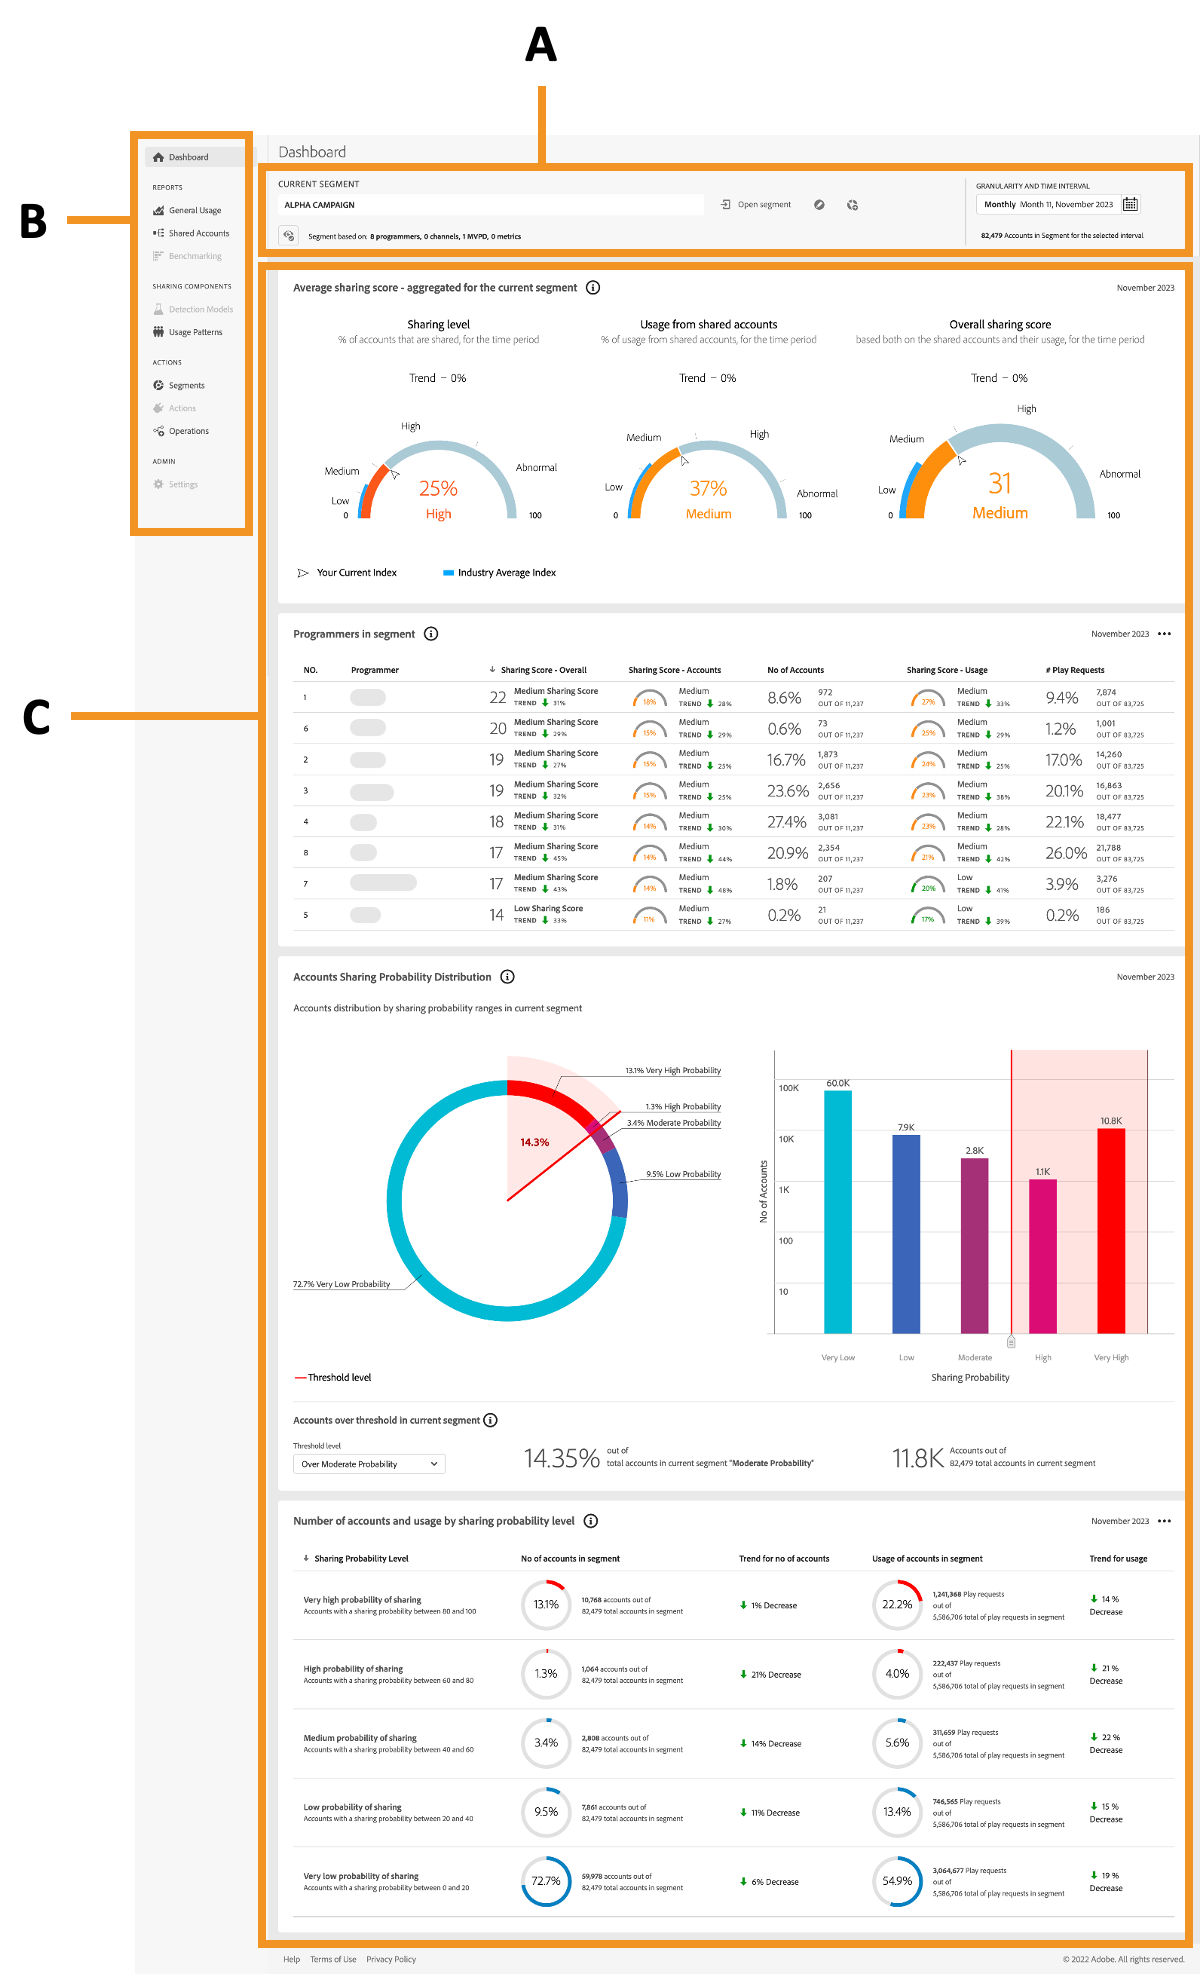 A
B
C
Dashboard
REPORTS
General Usage
Shared Accounts
Benchmarking
SHARING COMPONENTS
Detection Models
Usage Patterns
ACTIONS
Segments
Actions
Operations
ADMIN
Settings
Dashboard
CURRENT SEGMENT
ALPHA CAMPAIGN
Open segment
Segment based on: 8 programmers, 0 channels, 1 MVPD, 0 metrics
GRANULARITY AND TIME INTERVAL
Monthly Month 11, November 2023
82,479 Accounts in Segment for the selected interval
Average sharing score - aggregated for the current segment
November 2023
Sharing level
% of accounts that are shared, for the time period
Trend - 0%
Low
Medium
High
Abnormal
0
25%
High
100
Usage from shared accounts
% of usage from shared accounts, for the time period
Trend - 0%
Low
Medium
High
Abnormal
0
37%
Medium
100
Overall sharing score
based both on the shared accounts and their usage, for the time period
Trend - 0%
Low
Medium
High
Abnormal
0
31
Medium
100
Your Current Index
Industry Average Index
Programmers in segment
November 2023 •••
NO. Programmer Sharing Score - Overall Sharing Score - Accounts No of Accounts Sharing Score - Usage # Play Requests
1 22 Medium Sharing Score TREND 31% 18% Medium TREND 28% 8.6% 972 OUT OF 11,237 27% Medium TREND 33% 9.4% 7,874 OUT OF 83,725
6 20 Medium Sharing Score TREND 29% 15% Medium TREND 29% 0.6% 73 OUT OF 11,237 25% Medium TREND 29% 1.2% 1,001 OUT OF 83,725
2 19 Medium Sharing Score TREND 27% 15% Medium TREND 25% 16.7% 1,873 OUT OF 11,237 24% Medium TREND 25% 17.0% 14,260 OUT OF 83,725
3 19 Medium Sharing Score TREND 32% 15% Medium TREND 25% 23.6% 2,656 OUT OF 11,237 23% Medium TREND 38% 20.1% 16,863 OUT OF 83,725
4 18 Medium Sharing Score TREND 31% 14% Medium TREND 30% 27.4% 3,081 OUT OF 11,237 23% Medium TREND 28% 22.1% 18,477 OUT OF 83,725
8 17 Medium Sharing Score TREND 45% 14% Medium TREND 44% 20.9% 2,354 OUT OF 11,237 21% Medium TREND 42% 26.0% 21,788 OUT OF 83,725
7 17 Medium Sharing Score TREND 43% 14% Medium TREND 48% 1.8% 207 OUT OF 11,237 20% Low TREND 41% 3.9% 3,276 OUT OF 83,725
5 14 Low Sharing Score TREND 33% 11% Medium TREND 27% 0.2% 21 OUT OF 11,237 17% Low TREND 39% 0.2% 186 OUT OF 83,725
Accounts Sharing Probability Distribution
November 2023
Accounts distribution by sharing probability ranges in current segment
13.1% Very High Probability
1.3% High Probability
3.4% Moderate Probability
14.3%
9.5% Low Probability
72.7% Very Low Probability
Threshold level
No of Accounts
100K
10K
1K
100
10
60.0K
7.9K
2.8K
1.1K
10.8K
Very Low
Low
Moderate
High
Very High
Sharing Probability
Accounts over threshold in current segment
Threshold level
Over Moderate Probability
14.35% out of
total accounts in current segment "Moderate Probability"
11.8K Accounts out of
82,479 total accounts in current segment
Number of accounts and usage by sharing probability level
November 2023 •••
Sharing Probability Level No of accounts in segment Trend for no of accounts Usage of accounts in segment Trend for usage
Very high probability of sharing
Accounts with a sharing probability between 80 and 100
13.1%
10,768 accounts out of
82,479 total accounts in segment
1% Decrease
22.2%
1,241,368 Play requests
out of
5,586,706 total of play requests in segment
14 %
Decrease
High probability of sharing
Accounts with a sharing probability between 60 and 80
1.3%
1,064 accounts out of
82,479 total accounts in segment
21% Decrease
4.0%
222,437 Play requests
out of
5,586,706 total of play requests in segment
21 %
Decrease
Medium probability of sharing
Accounts with a sharing probability between 40 and 60
3.4%
2,808 accounts out of
82,479 total accounts in segment
14% Decrease
5.6%
311,659 Play requests
out of
5,586,706 total of play requests in segment
22 %
Decrease
Low probability of sharing
Accounts with a sharing probability between 20 and 40
9.5%
7,861 accounts out of
82,479 total accounts in segment
11% Decrease
13.4%
746,565 Play requests
out of
5,586,706 total of play requests in segment
15 %
Decrease
Very low probability of sharing
Accounts with a sharing probability between 0 and 20
72.7%
59,978 accounts out of
82,479 total accounts in segment
6% Decrease
54.9%
3,064,677 Play requests
out of
5,586,706 total of play requests in segment
19 %
Decrease
Help Terms of Use Privacy Policy
© 2022 Adobe. All rights reserved.